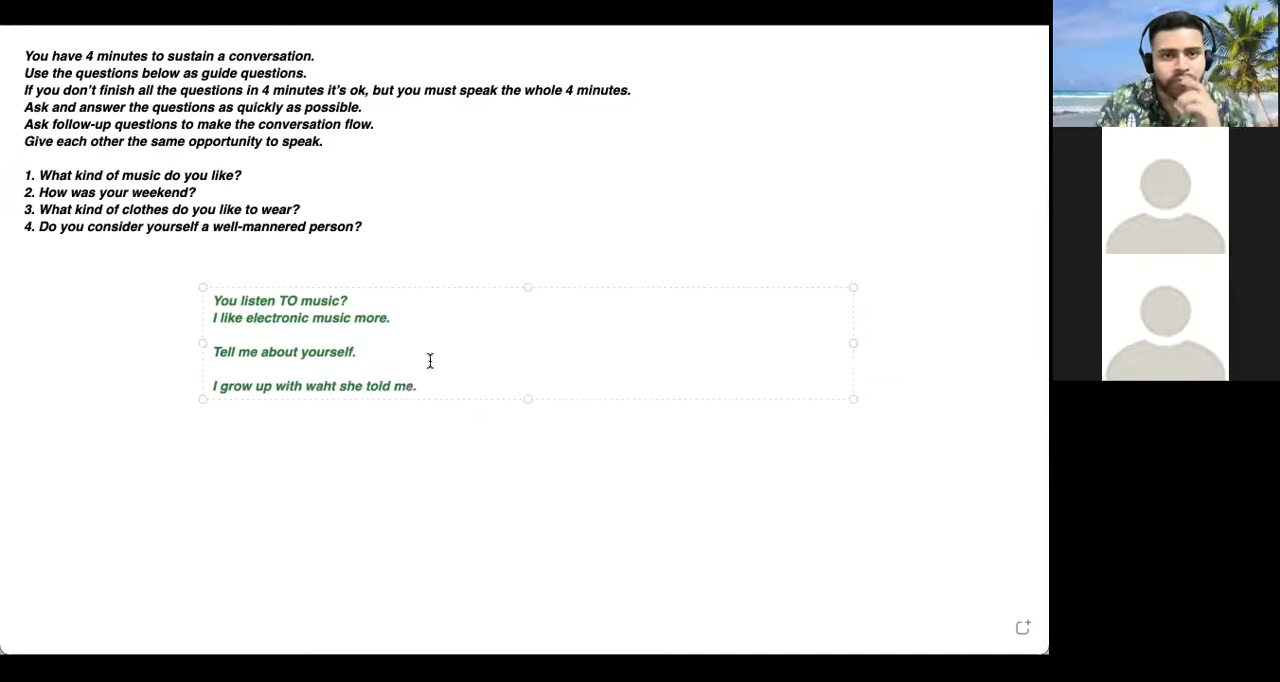 You have 4 minutes to sustain a conversation.
Use the questions below as guide questions.
If you don't finish all the questions in 4 minutes it's ok, but you must speak the whole 4 minutes.
Ask and answer the questions as quickly as possible.
Ask follow-up questions to make the conversation flow.
Give each other the same opportunity to speak.
1. What kind of music do you like?
2. How was your weekend?
3. What kind of clothes do you like to wear?
4. Do you consider yourself a well-mannered person?
You listen TO music?
I like electronic music more.
Tell me about yourself.
I grow up with waht she told me.